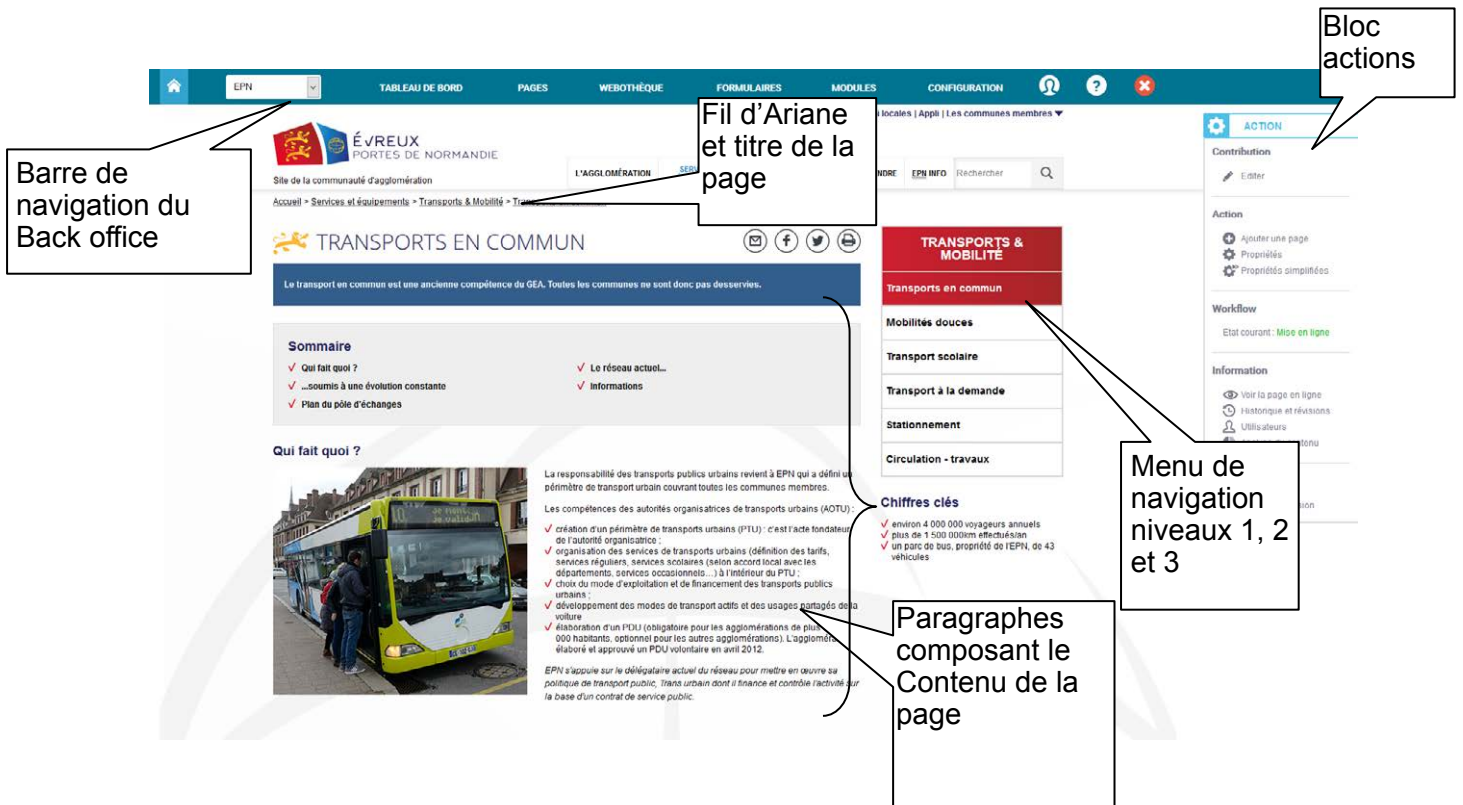 Bloc
actions
EPN
TABLEAU DE BORD
PAGES
WEBOTHÈQUE
FORMULAIRES
MODULES
CONFIGURATION
?
Barre de
navigation du
Back office
Fil d'Ariane
et titre de la
page
locales | Appli | Les communes membres
ÉVREUX
PORTES DE NORMANDIE
Site de la communauté d'agglomération
L'AGGLOMÉRATION
EPN INFO
Rechercher
Accueil > Services et équipements > Transports & Mobilité >
TRANSPORTS EN COMMUN
Le transport en commun est une ancienne compétence du GEA. Toutes les communes ne sont donc pas desservies.
Sommaire
Qui fait quoi ?
Le réseau actuel...
...soumis à une évolution constante
Informations
Plan du pôle d'échanges
Qui fait quoi ?
La responsabilité des transports publics urbains revient à EPN qui a défini un
périmètre de transport urbain couvrant toutes les communes membres.
Les compétences des autorités organisatrices de transports urbains (AOTU) :
création d'un périmètre de transports urbains (PTU) : c'est l'acte fondateur
de l'autorité organisatrice ;
organisation des services de transports urbains (définition des tarifs,
services réguliers, services scolaires (selon accord local avec les
départements, services occasionnels...) à l'intérieur du PTU ;
choix du mode d'exploitation et de financement des transports publics
urbains ;
développement des modes de transport actifs et des usages partagés de la
voiture
élaboration d'un PDU (obligatoire pour les agglomérations de plus
000 habitants, optionnel pour les autres agglomérations). L'agglomér
élaboré et approuvé un PDU volontaire en avril 2012.
EPN s'appuie sur le délégataire actuel du réseau pour mettre en œuvre sa
politique de transport public, Trans urbain dont il finance et contrôle l'activité sur
la base d'un contrat de service public.
TRANSPORTS &
MOBILITÉ
Transports en commun
Mobilités douces
Transport scolaire
Transport à la demande
Stationnement
Circulation - travaux
Chiffres clés
environ 4 000 000 voyageurs annuels
plus de 1 500 000km effectués/an
un parc de bus, propriété de l'EPN, de 43
véhicules
ACTION
Contribution
Editer
Action
Ajouter une page
Propriétés
Propriétés simplifiées
Workflow
Etat courant : Mise en ligne
Information
Voir la page en ligne
Historique et révisions
Utilisateurs
Menu de
navigation
niveaux 1, 2
et 3
Paragraphes
composant le
Contenu de la
page